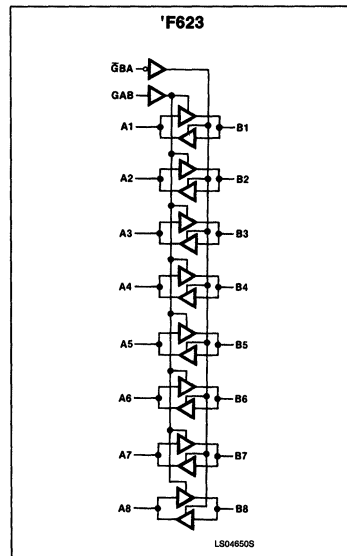 'F623
G̅BA
GAB
A1 B1
A2 B2
A3 B3
A4 B4
A5 B5
A6 B6
A7 B7
A8 B8
LS04650S